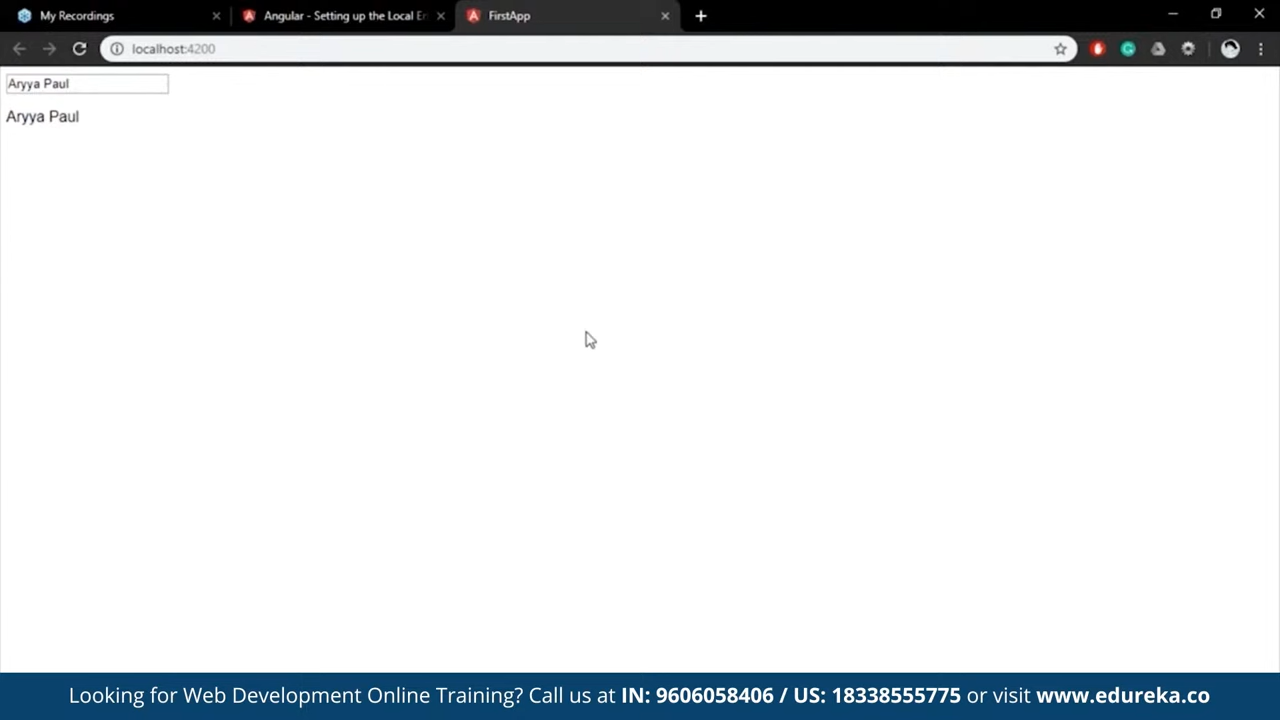 My Recordings
Angular - Setting up the Local En
FirstApp
localhost:4200
Aryya Paul
Aryya Paul
Looking for Web Development Online Training? Call us at IN: 9606058406 / US: 18338555775 or visit www.edureka.co